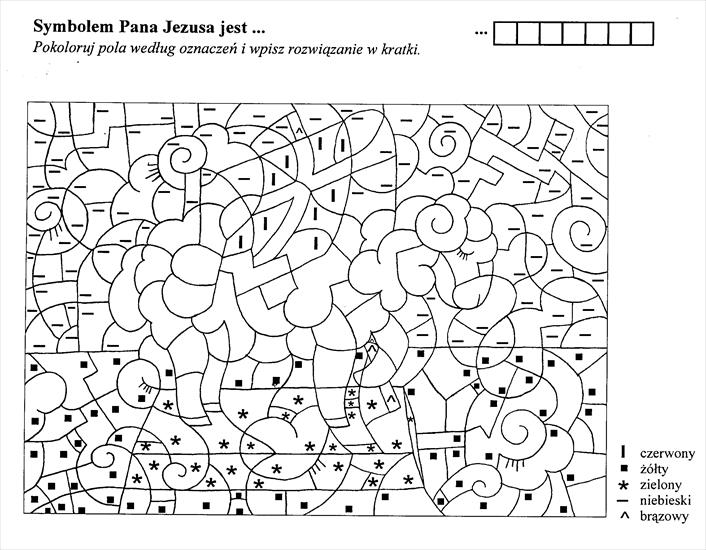 Symbolem Pana Jezusa jest ...
Pokoloruj pola według oznaczeń i wpisz rozwiązanie w kratki.
...
czerwony
żółty
zielony
niebieski
brązowy